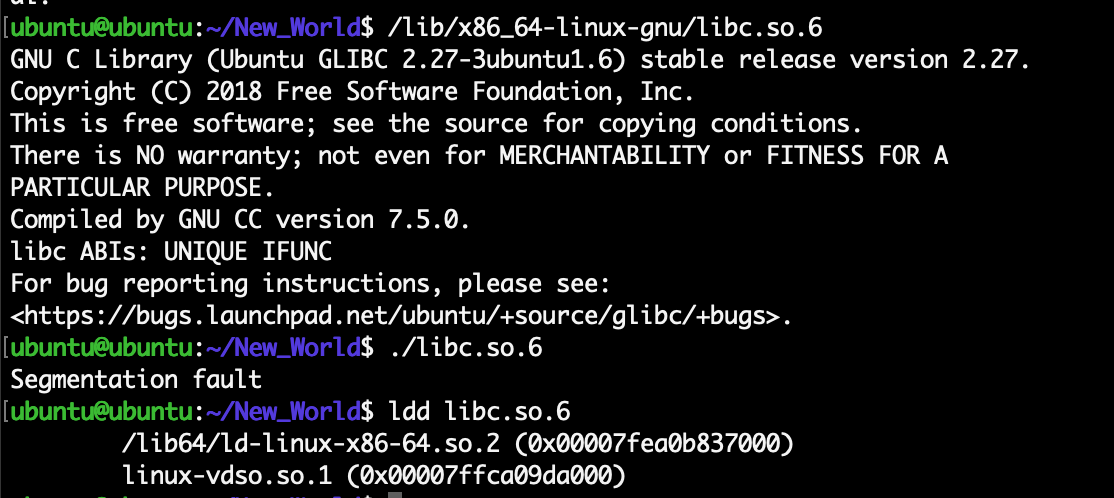 [ubuntu@ubuntu:~/New_World$ /lib/x86_64-linux-gnu/libc.so.6
GNU C Library (Ubuntu GLIBC 2.27-3ubuntu1.6) stable release version 2.27.
Copyright (C) 2018 Free Software Foundation, Inc.
This is free software; see the source for copying conditions.
There is NO warranty; not even for MERCHANTABILITY or FITNESS FOR A
PARTICULAR PURPOSE.
Compiled by GNU CC version 7.5.0.
libc ABIs: UNIQUE IFUNC
For bug reporting instructions, please see:
<https://bugs.launchpad.net/ubuntu/+source/glibc/+bugs>.
[ubuntu@ubuntu:~/New_World$ ./libc.so.6
Segmentation fault
[ubuntu@ubuntu:~/New_World$ ldd libc.so.6
/lib64/ld-linux-x86-64.so.2 (0x00007fea0b837000)
linux-vdso.so.1 (0x00007ffca09da000)